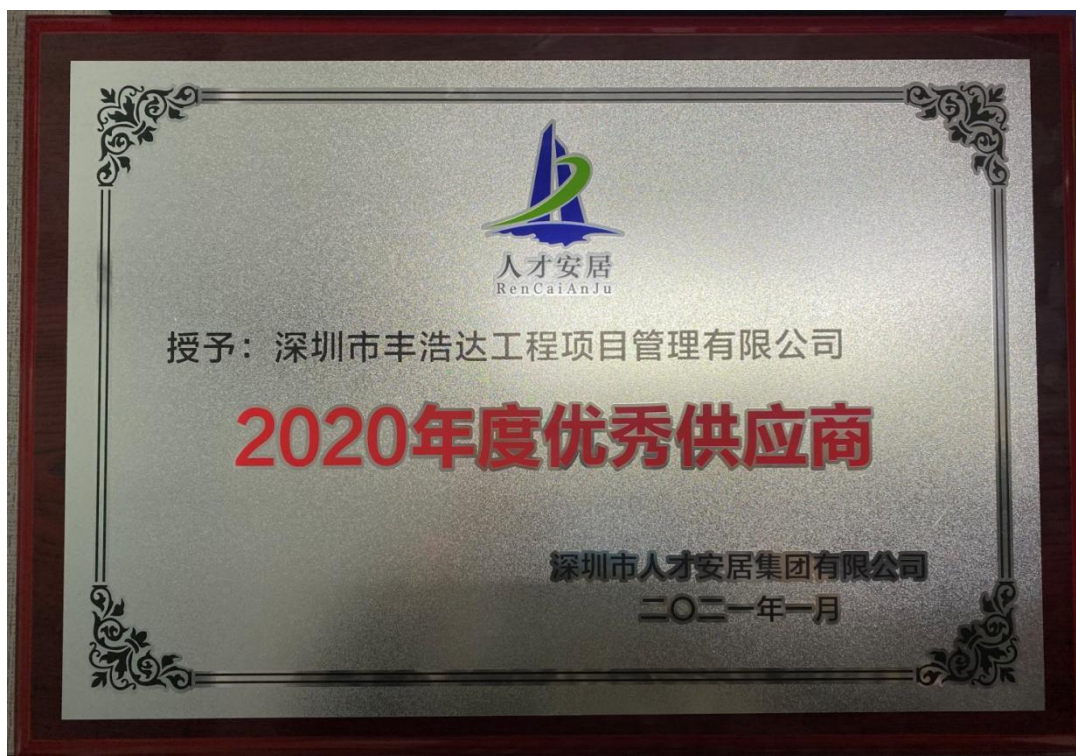 人才安居
RenCaiAnJu
授予：深圳市丰浩达工程项目管理有限公司
2020年度优秀供应商
深圳市人才安居集团有限公司
二〇二一年一月